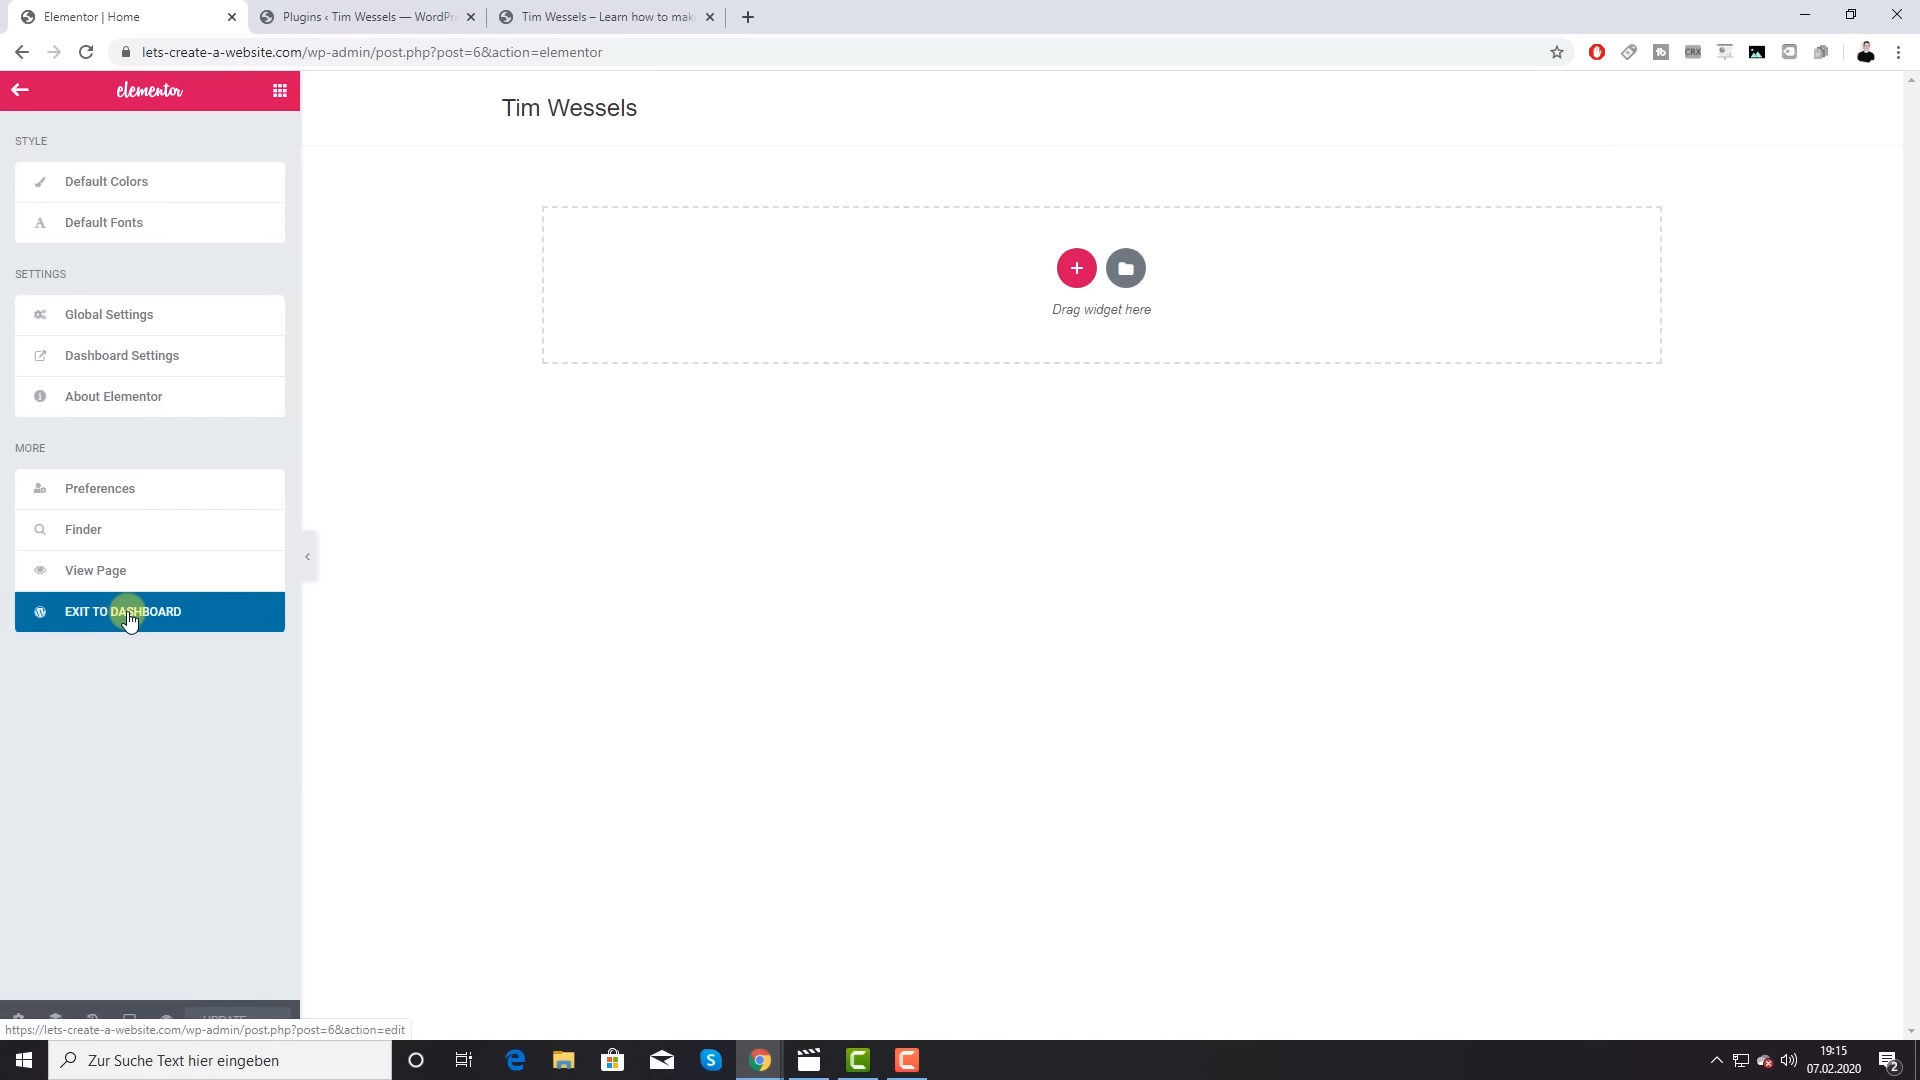 Elementor | Home
Plugins ‹ Tim Wessels — WordPr
Tim Wessels – Learn how to mak
lets-create-a-website.com/wp-admin/post.php?post=6&action=elementor
elementor
Tim Wessels
STYLE
Default Colors
Default Fonts
SETTINGS
Global Settings
Dashboard Settings
About Elementor
Drag widget here
MORE
Preferences
Finder
View Page
EXIT TO DASHBOARD
UPDATE
https://lets-create-a-website.com/wp-admin/post.php?post=6&action=edit
Zur Suche Text hier eingeben
19:15
07.02.2020
2